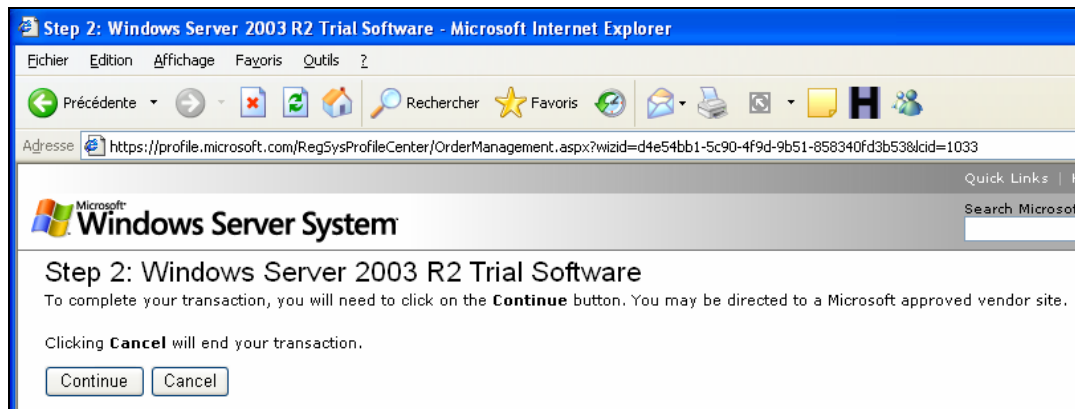 Step 2: Windows Server 2003 R2 Trial Software - Microsoft Internet Explorer
Fichier Edition Affichage Favoris Outils ?
Précédente Rechercher Favoris
Adresse https://profile.microsoft.com/RegSysProfileCenter/OrderManagement.aspx?wizid=d4e54bb1-5c90-4f9d-9b51-858340fd3b53&lcid=1033
Quick Links |
Microsoft
Windows Server System
Search Microsof
Step 2: Windows Server 2003 R2 Trial Software
To complete your transaction, you will need to click on the Continue button. You may be directed to a Microsoft approved vendor site.
Clicking Cancel will end your transaction.
Continue Cancel